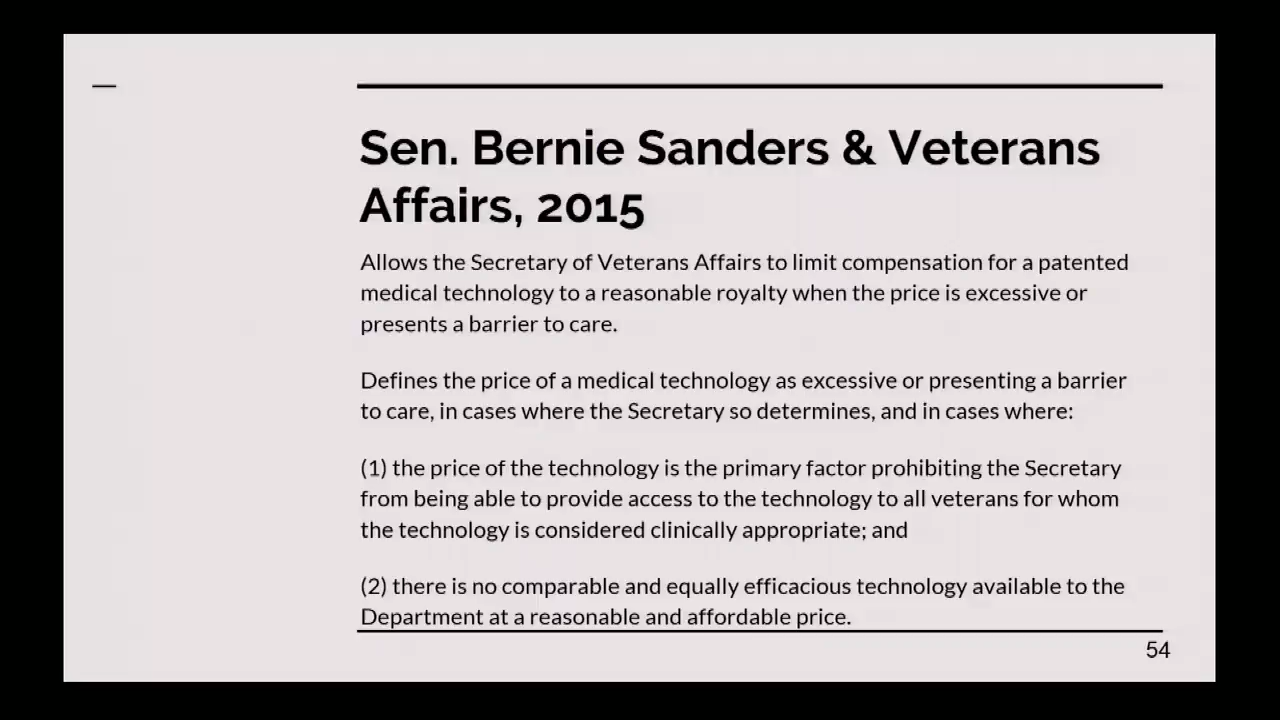 Sen. Bernie Sanders & Veterans
Affairs, 2015
Allows the Secretary of Veterans Affairs to limit compensation for a patented
medical technology to a reasonable royalty when the price is excessive or
presents a barrier to care.
Defines the price of a medical technology as excessive or presenting a barrier
to care, in cases where the Secretary so determines, and in cases where:
(1) the price of the technology is the primary factor prohibiting the Secretary
from being able to provide access to the technology to all veterans for whom
the technology is considered clinically appropriate; and
(2) there is no comparable and equally efficacious technology available to the
Department at a reasonable and affordable price.
54